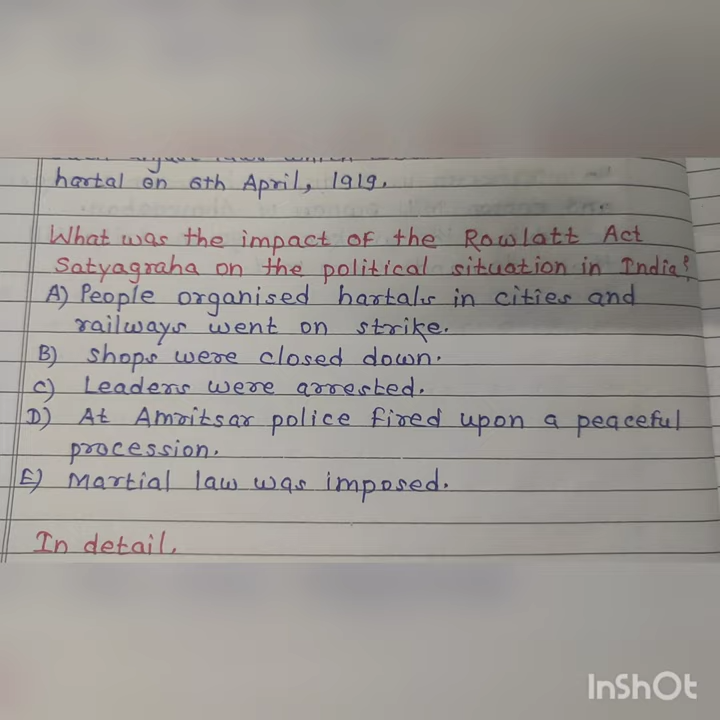 hartal on 6th April, 1919.
What was the impact of the Rowlatt Act
Satyagraha on the political situation in India?
A) People organised hartals in cities and
railways went on strike.
B) shops were closed down.
C) Leaders were arrested.
D) At Amritsar police fired upon a peaceful
procession.
E) Martial law was imposed.
In detail.
InShOt